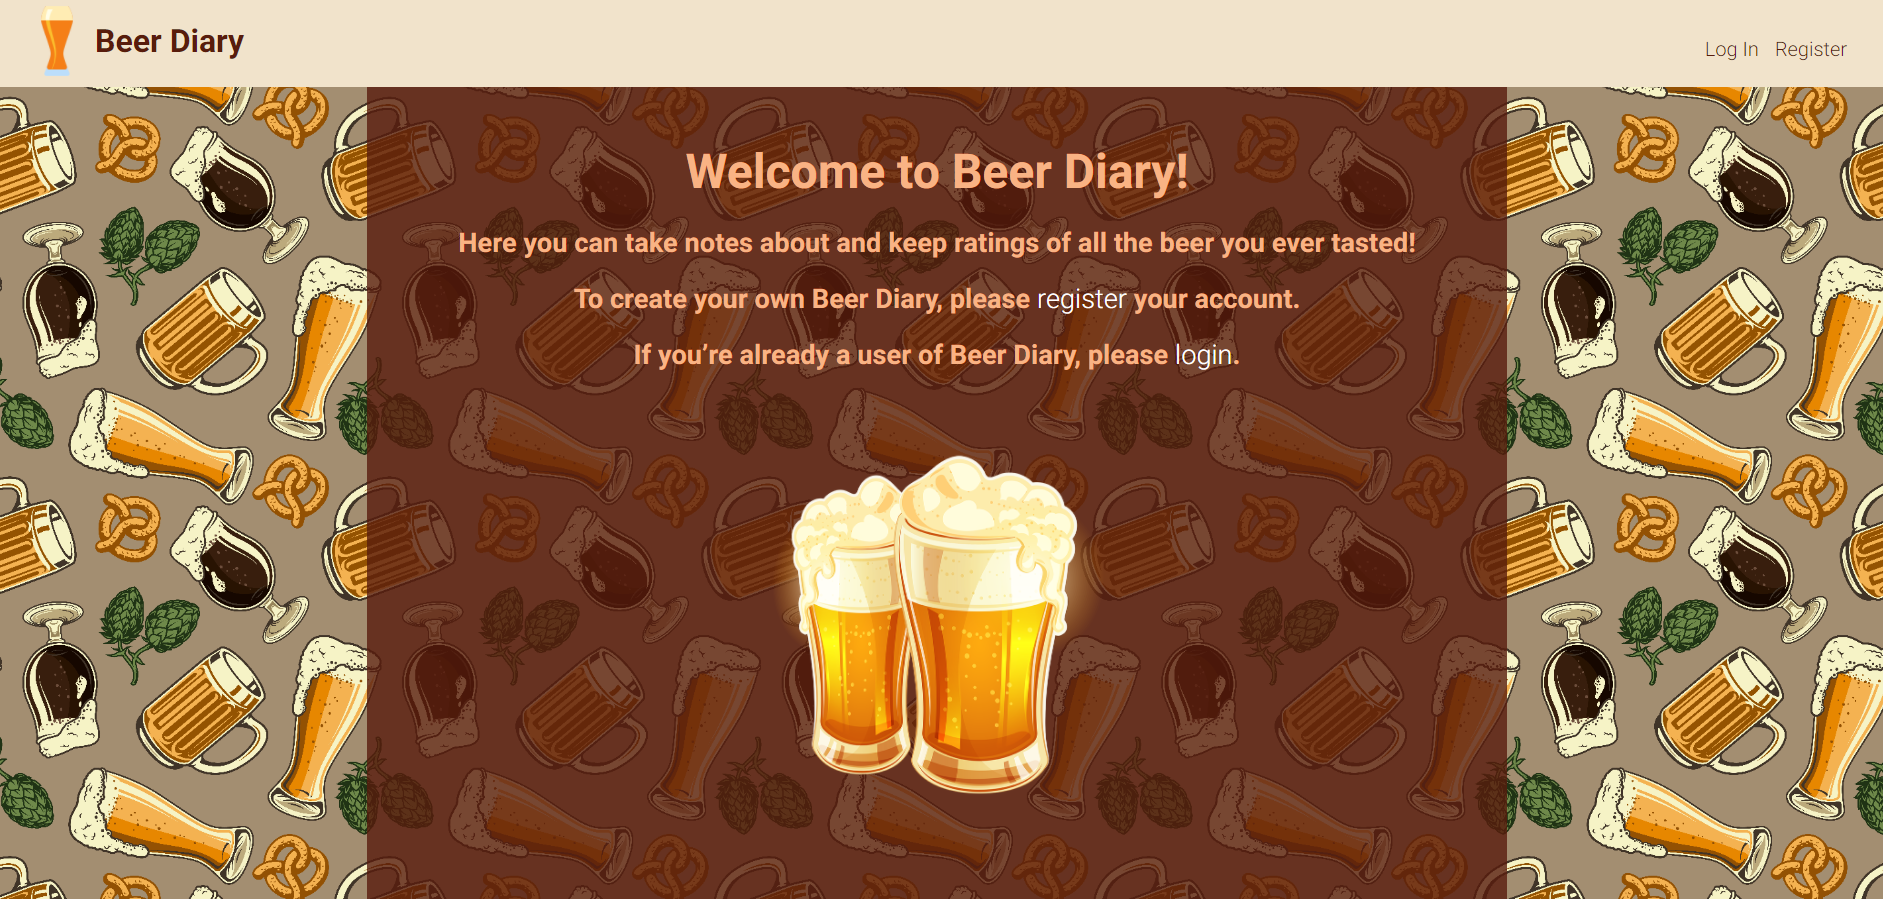 Beer Diary
Log In Register
Welcome to Beer Diary!
Here you can take notes about and keep ratings of all the beer you ever tasted!
To create your own Beer Diary, please register your account.
If you’re already a user of Beer Diary, please login.